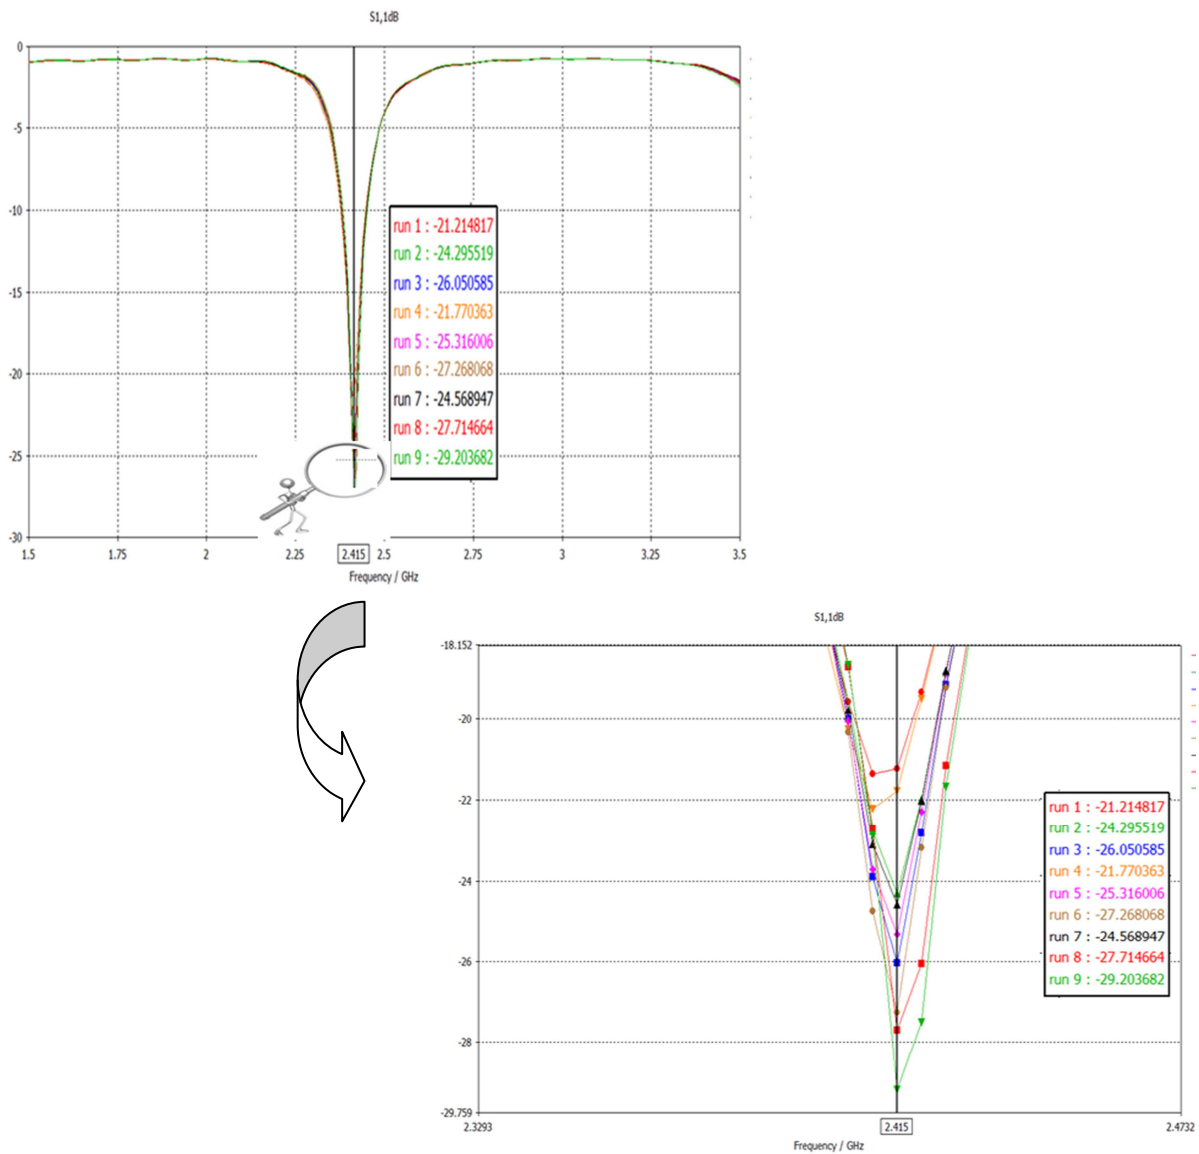 S1,1dB
0
-5
-10
-15
-20
-25
-30
run 1 : -21.214817
run 2 : -24.295519
run 3 : -26.050585
run 4 : -21.770363
run 5 : -25.316006
run 6 : -27.268068
run 7 : -24.568947
run 8 : -27.714664
run 9 : -29.203682
1.5 1.75 2 2.25 2.415 2.5 2.75 3 3.25 3.5
Frequency / GHz
S1,1dB
-18.152
-20
-22
-24
-26
-28
-29.759
run 1 : -21.214817
run 2 : -24.295519
run 3 : -26.050585
run 4 : -21.770363
run 5 : -25.316006
run 6 : -27.268068
run 7 : -24.568947
run 8 : -27.714664
run 9 : -29.203682
2.3293 2.415 2.4732
Frequency / GHz